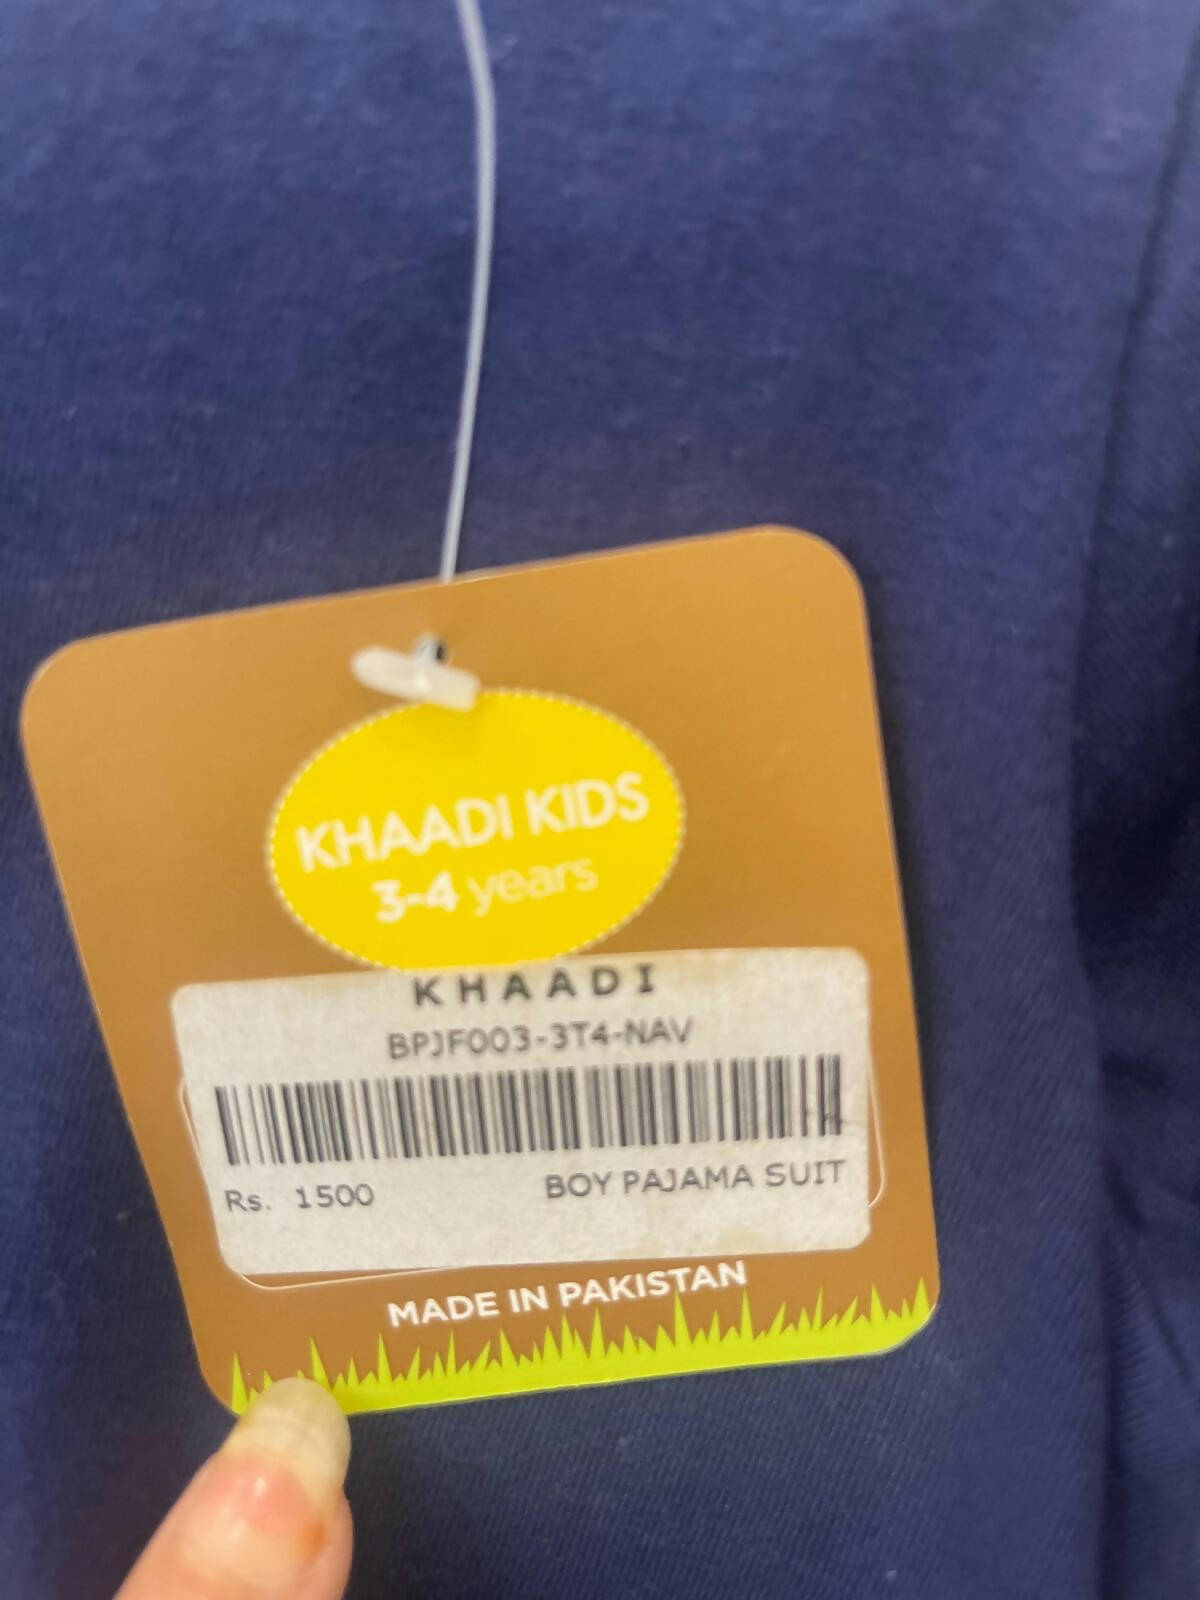 KHAADI KIDS
3-4 years
KHAADI
BPJF003-3T4-NAV
Rs. 1500 BOY PAJAMA SUIT
MADE IN PAKISTAN